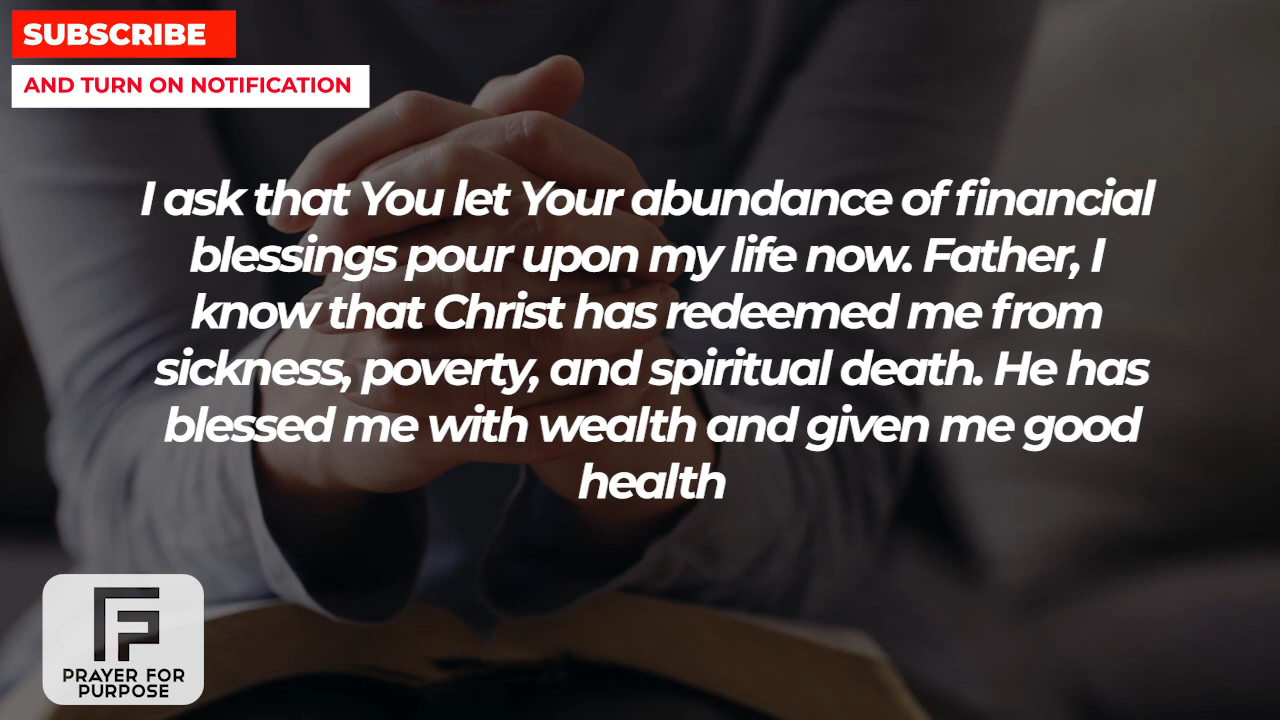 SUBSCRIBE
AND TURN ON NOTIFICATION
I ask that You let Your abundance of financial
blessings pour upon my life now. Father, I
know that Christ has redeemed me from
sickness, poverty, and spiritual death. He has
blessed me with wealth and given me good
health
PRAYER FOR
PURPOSE